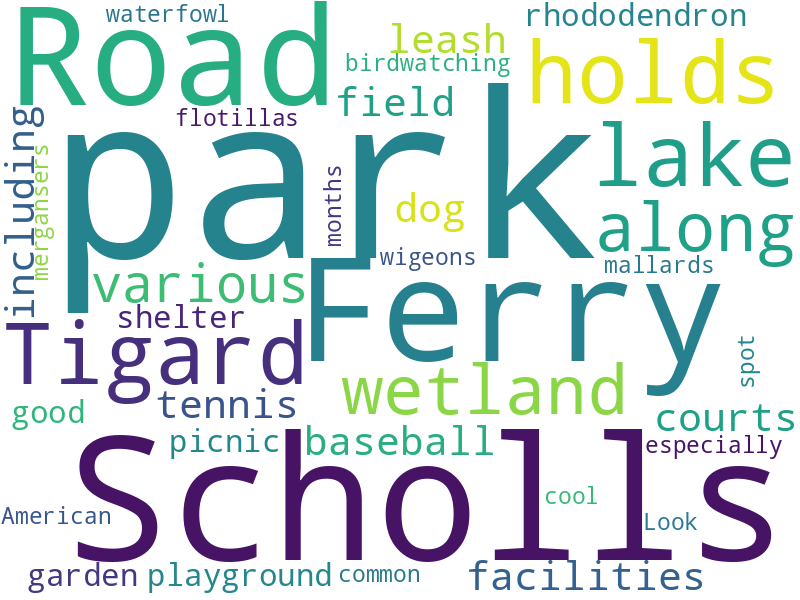 waterfowl
rhododendron
Road
leash
holds
birdwatching
field
flotillas
park
lake
including
mergansers
months
dog
along
wigeons
mallards
various
Ferry
shelter
Tigard
spot
wetland
tennis
good
courts
picnic
baseball
especially
Scholls
cool
American
Look
garden
playground
common
facilities